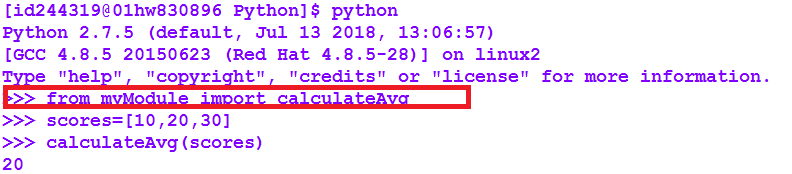 [id244319@01hw830896 Python]$ python
Python 2.7.5 (default, Jul 13 2018, 13:06:57)
[GCC 4.8.5 20150623 (Red Hat 4.8.5-28)] on linux2
Type "help", "copyright", "credits" or "license" for more information.
>>> from myModule import calculateAvg
>>> scores=[10,20,30]
>>> calculateAvg(scores)
20